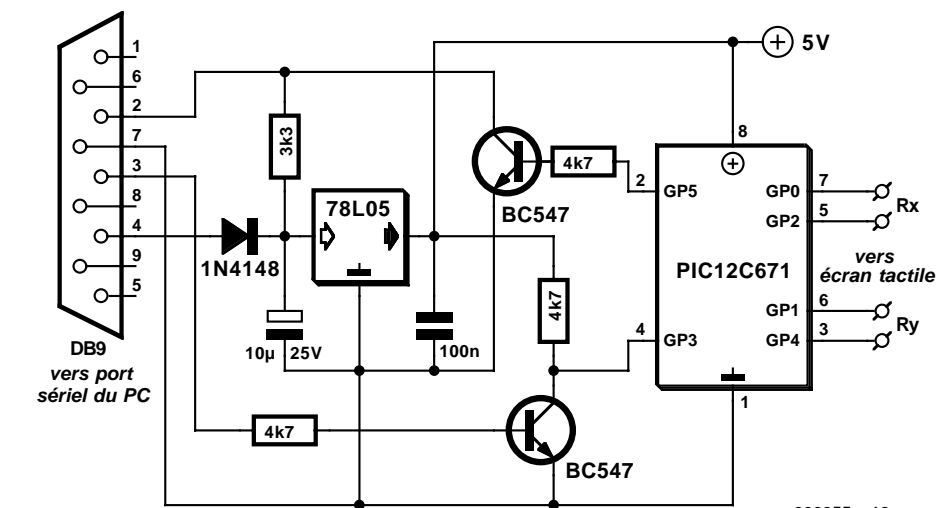 1
6
2
7
3
8
4
9
5
DB9
vers port
sériel du PC
3k3
1N4148
78L05
10µ 25V
100n
4k7
BC547
4k7
4k7
BC547
5V
8
2 GP5
GP0 7
GP2 5
Rx
PIC12C671
vers
écran tactile
4 GP3
GP1 6
GP4 3
Ry
1